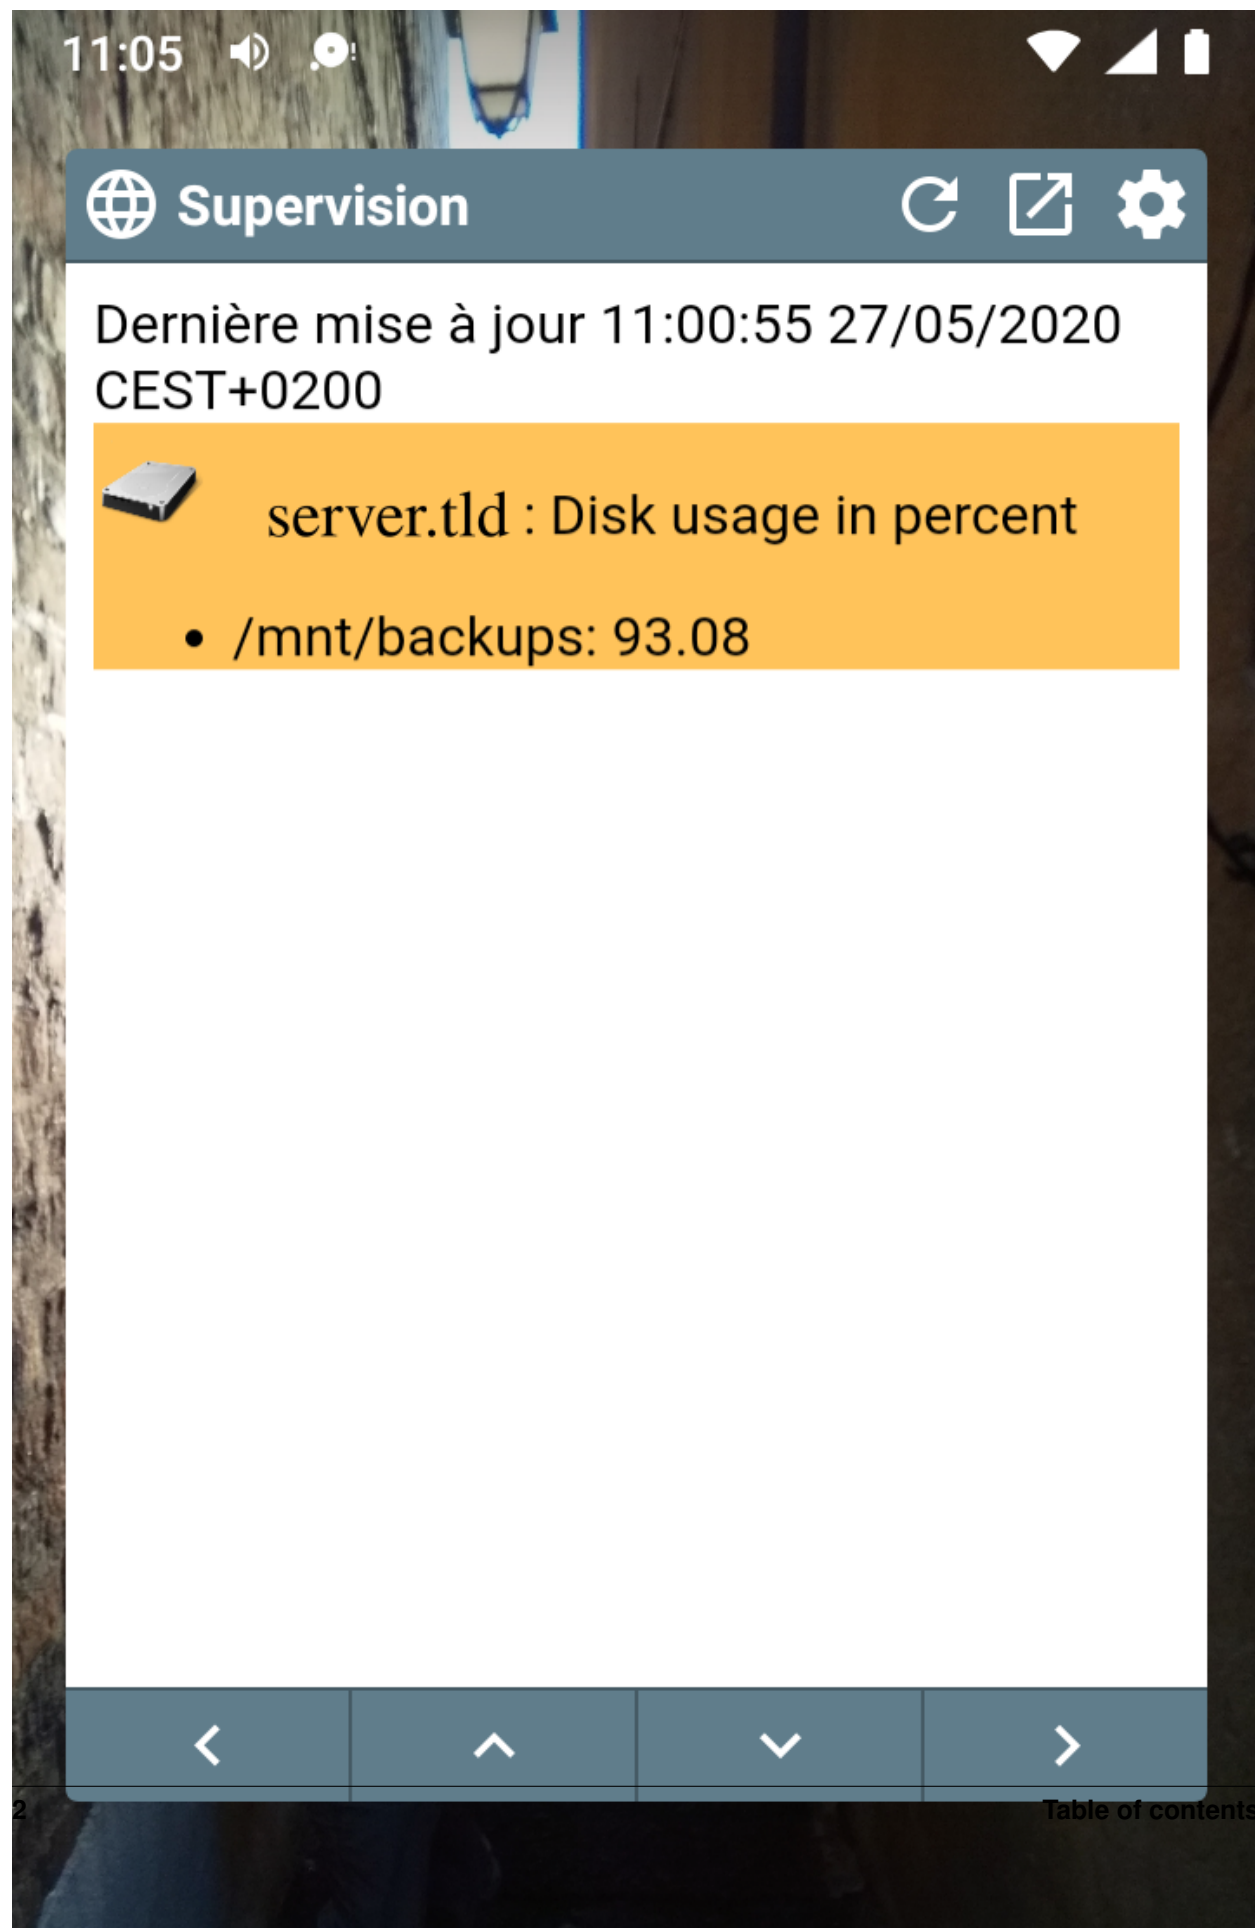 11:05
Supervision
Dernière mise à jour 11:00:55 27/05/2020
CEST+0200
server.tld : Disk usage in percent
• /mnt/backups: 93.08
2 Table of contents